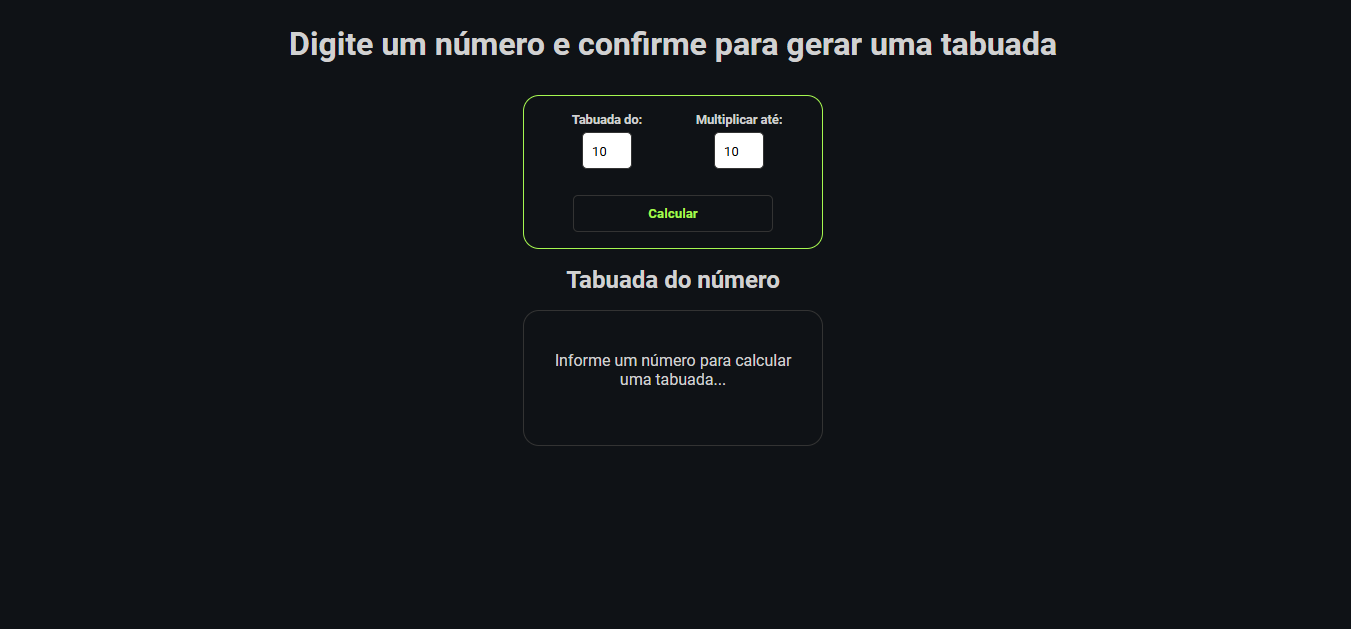 Digite um número e confirme para gerar uma tabuada
Tabuada do: Multiplicar até:
10 10
Calcular
Tabuada do número
Informe um número para calcular
uma tabuada...